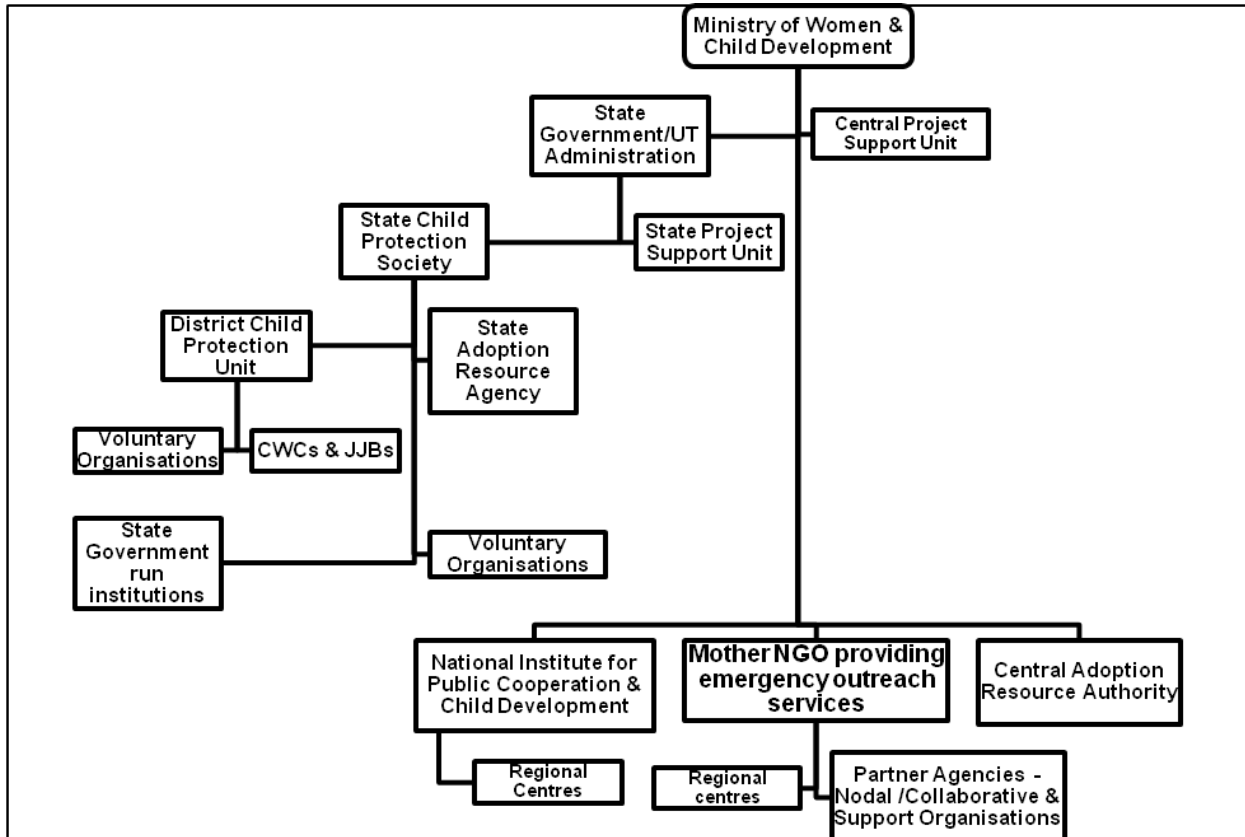 Ministry of Women &
Child Development
State
Government/UT
Administration
Central Project
Support Unit
State Child
Protection
Society
State Project
Support Unit
District Child
Protection
Unit
State
Adoption
Resource
Agency
Voluntary
Organisations
CWCs & JJBs
State
Government
run
institutions
Voluntary
Organisations
National Institute for
Public Cooperation &
Child Development
Mother NGO providing
emergency outreach
services
Central Adoption
Resource Authority
Regional
Centres
Regional
centres
Partner Agencies -
Nodal /Collaborative &
Support Organisations